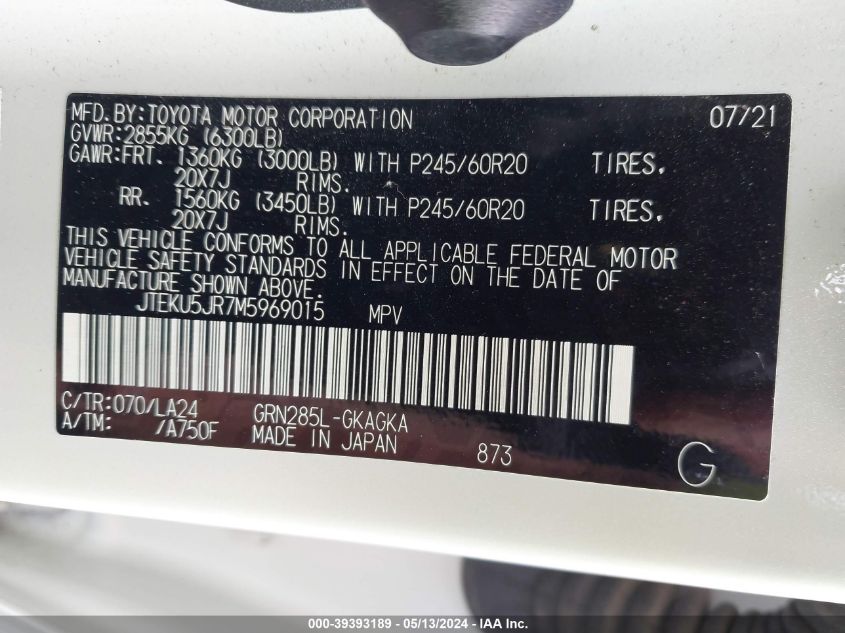 MFD.BY:TOYOTA MOTOR CORPORATION 07/21
GVWR:2855KG (6300LB)
GAWR:FRT. 1360KG (3000LB) WITH P245/60R20 TIRES.
20X7J RIMS.
RR. 1560KG (3450LB) WITH P245/60R20 TIRES.
20X7J RIMS.
THIS VEHICLE CONFORMS TO ALL APPLICABLE FEDERAL MOTOR
VEHICLE SAFETY STANDARDS IN EFFECT ON THE DATE OF
MANUFACTURE SHOWN ABOVE.
JTEKU5JR7M5969015 MPV
C/TR:070/LA24 GRN285L-GKAGKA
A/TM: /A750F MADE IN JAPAN 873 G
000-39393189 - 05/13/2024 - IAA Inc.